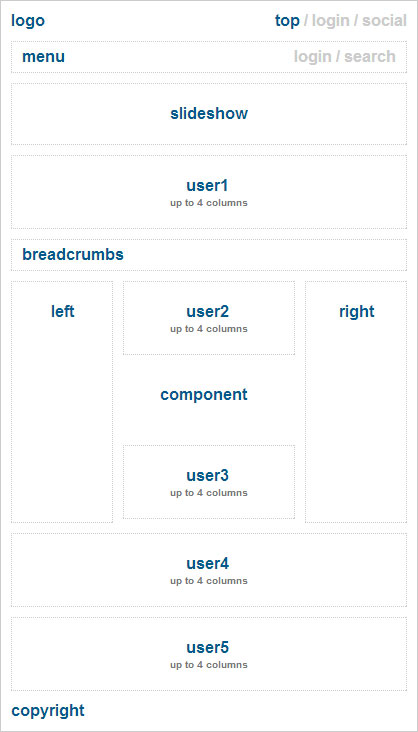 logo
top / login / social
menu
login / search
slideshow
user1
up to 4 columns
breadcrumbs
left
user2
up to 4 columns
right
component
user3
up to 4 columns
user4
up to 4 columns
user5
up to 4 columns
copyright